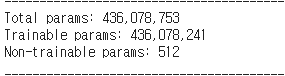 Total params: 436,078,753
Trainable params: 436,078,241
Non-trainable params: 512